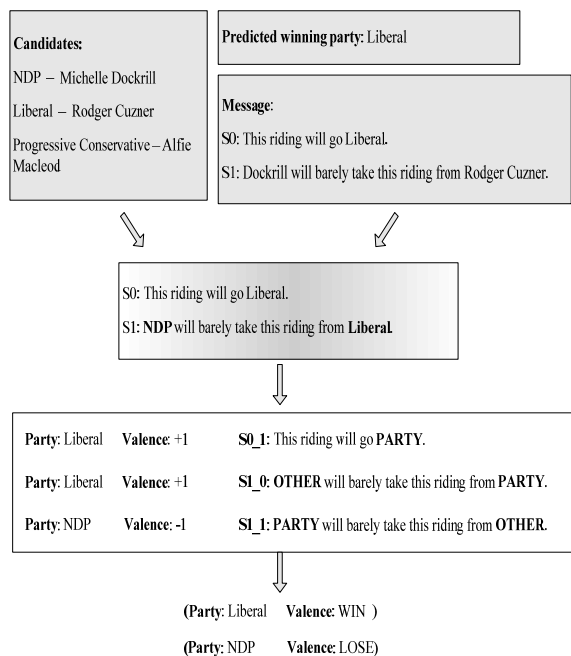 Candidates:
NDP – Michelle Dockrill
Liberal – Rodger Cuzner
Progressive Conservative – Alfie
Macleod
Predicted winning party: Liberal
Message:
S0: This riding will go Liberal.
S1: Dockrill will barely take this riding from Rodger Cuzner.
S0: This riding will go Liberal.
S1: NDP will barely take this riding from Liberal.
Party: Liberal Valence: +1 S0_1: This riding will go PARTY.
Party: Liberal Valence: +1 S1_0: OTHER will barely take this riding from PARTY.
Party: NDP Valence: -1 S1_1: PARTY will barely take this riding from OTHER.
(Party: Liberal Valence: WIN )
(Party: NDP Valence: LOSE)